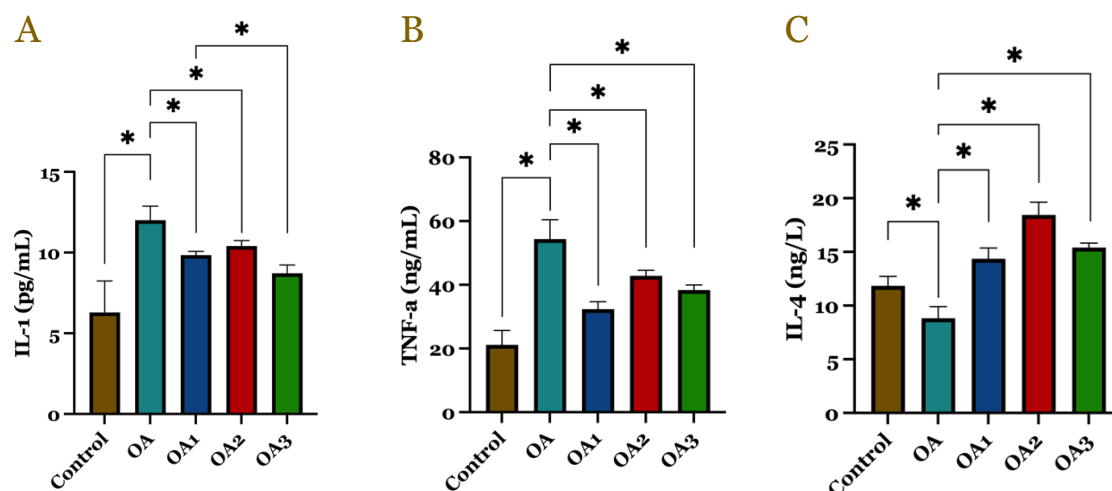 A
B
C
*
*
*
*
*
*
*
*
*
*
*
*
IL-1 (pg/mL)
15
10
5
0
Control
OA
OA1
OA2
OA3
TNF-a (ng/mL)
80
60
40
20
0
Control
OA
OA1
OA2
OA3
IL-4 (ng/L)
25
20
15
10
5
0
Control
OA
OA1
OA2
OA3